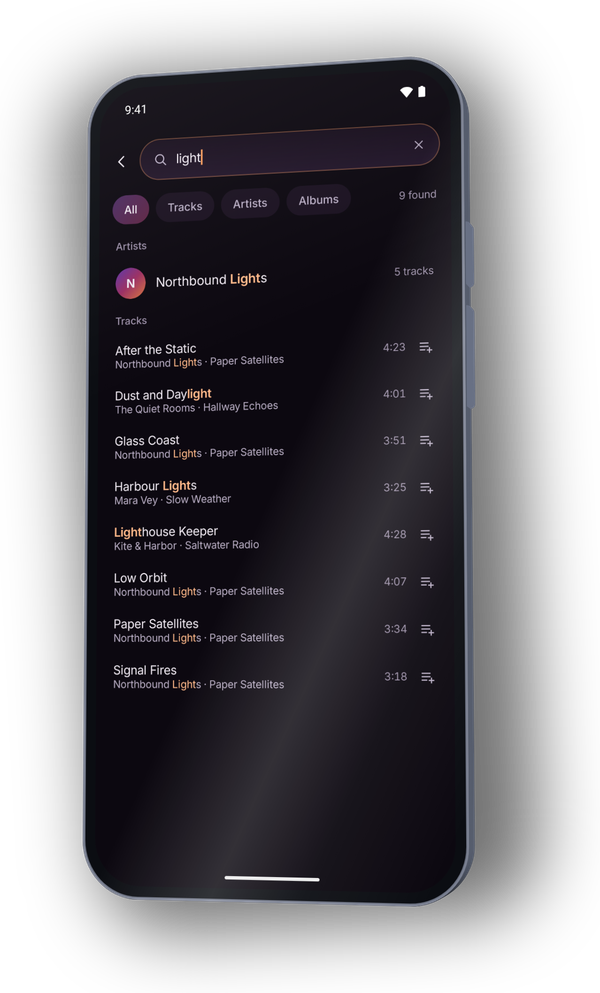 9:41
light
All
Tracks
Artists
Albums
9 found
Artists
N
Northbound Lights
5 tracks
Tracks
After the Static
Northbound Lights · Paper Satellites
4:23
Dust and Daylight
The Quiet Rooms · Hallway Echoes
4:01
Glass Coast
Northbound Lights · Paper Satellites
3:51
Harbour Lights
Mara Vey · Slow Weather
3:25
Lighthouse Keeper
Kite & Harbor · Saltwater Radio
4:28
Low Orbit
Northbound Lights · Paper Satellites
4:07
Paper Satellites
Northbound Lights · Paper Satellites
3:34
Signal Fires
Northbound Lights · Paper Satellites
3:18